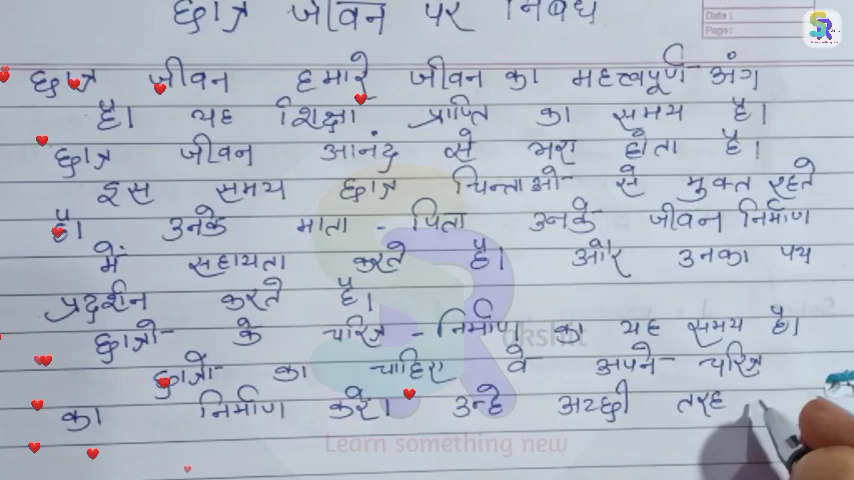 छात्र जीवन पर निबंध
Date :
Page :
छात्र जीवन हमारे जीवन का महत्त्वपूर्ण अंग
है। यह शिक्षा प्राप्ति का समय है।
छात्र जीवन आनंद से भरा होता है।
इस समय छात्र चिन्ताओ से मुक्त रहते
है। उनके माता - पिता उनके जीवन निर्माण
में सहायता करते है। और उनका पथ
प्रदर्शन करते है।
छात्रो के चरित्र - निर्माण का यह समय है।
छात्रो का चाहिए वे अपने चरित्र
का निर्माण करे। उन्हे अच्छी तरह
SR
Learn something new